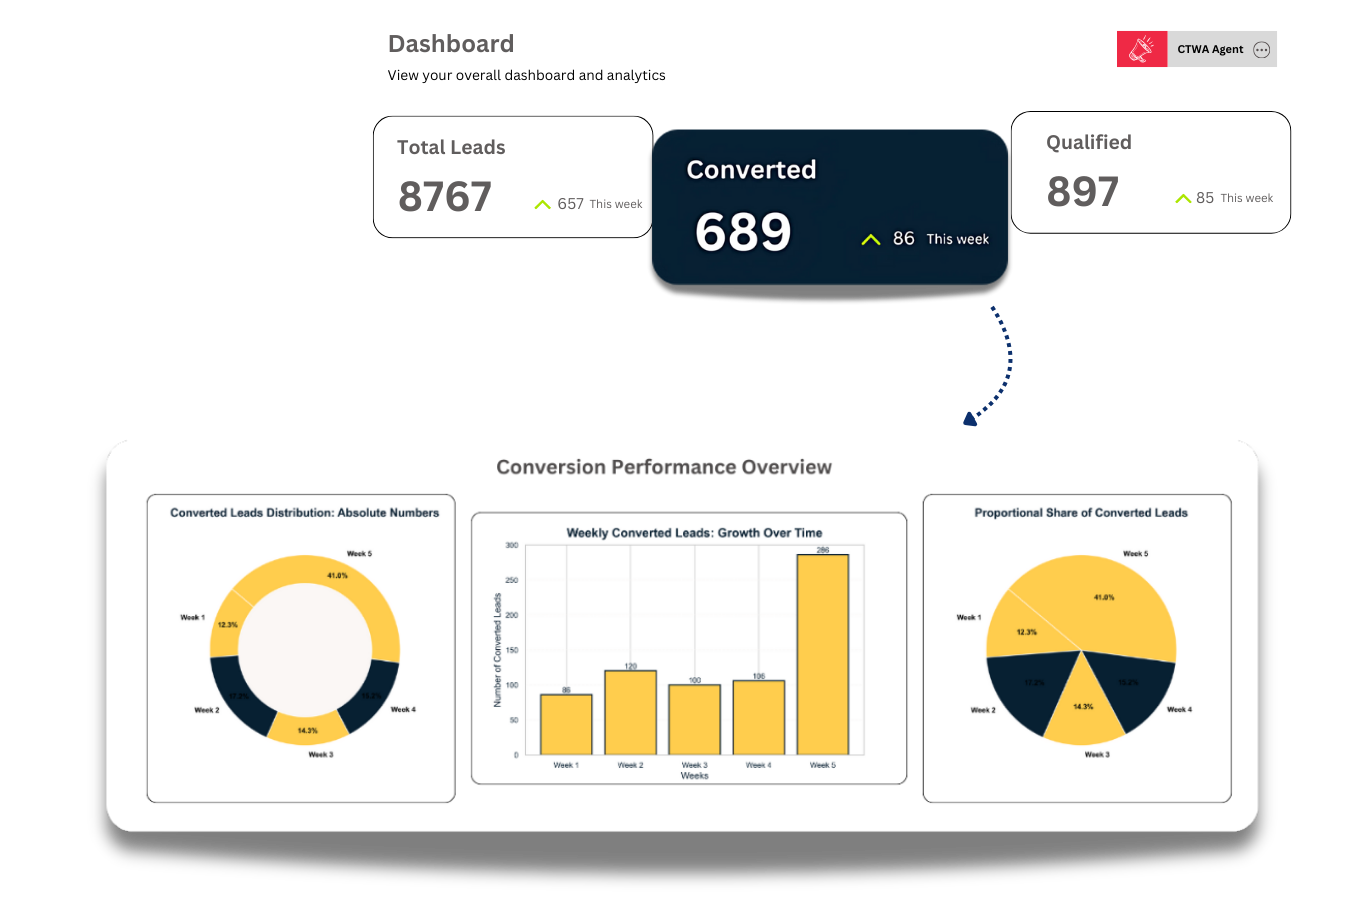 Dashboard
View your overall dashboard and analytics
CTWA Agent
Total Leads
8767
657 This week
Converted
689
86 This week
Qualified
897
85 This week
Conversion Performance Overview
Converted Leads Distribution: Absolute Numbers
Week 5
41.0%
Week 1
12.3%
17.2%
15.2%
Week 2
Week 4
14.3%
Week 3
Weekly Converted Leads: Growth Over Time
Number of Converted Leads
300
250
200
150
100
50
0
86
120
100
106
286
Week 1 Week 2 Week 3 Week 4 Week 5
Weeks
Proportional Share of Converted Leads
Week 5
41.0%
Week 1
12.3%
17.2%
15.2%
Week 2
14.3%
Week 4
Week 3